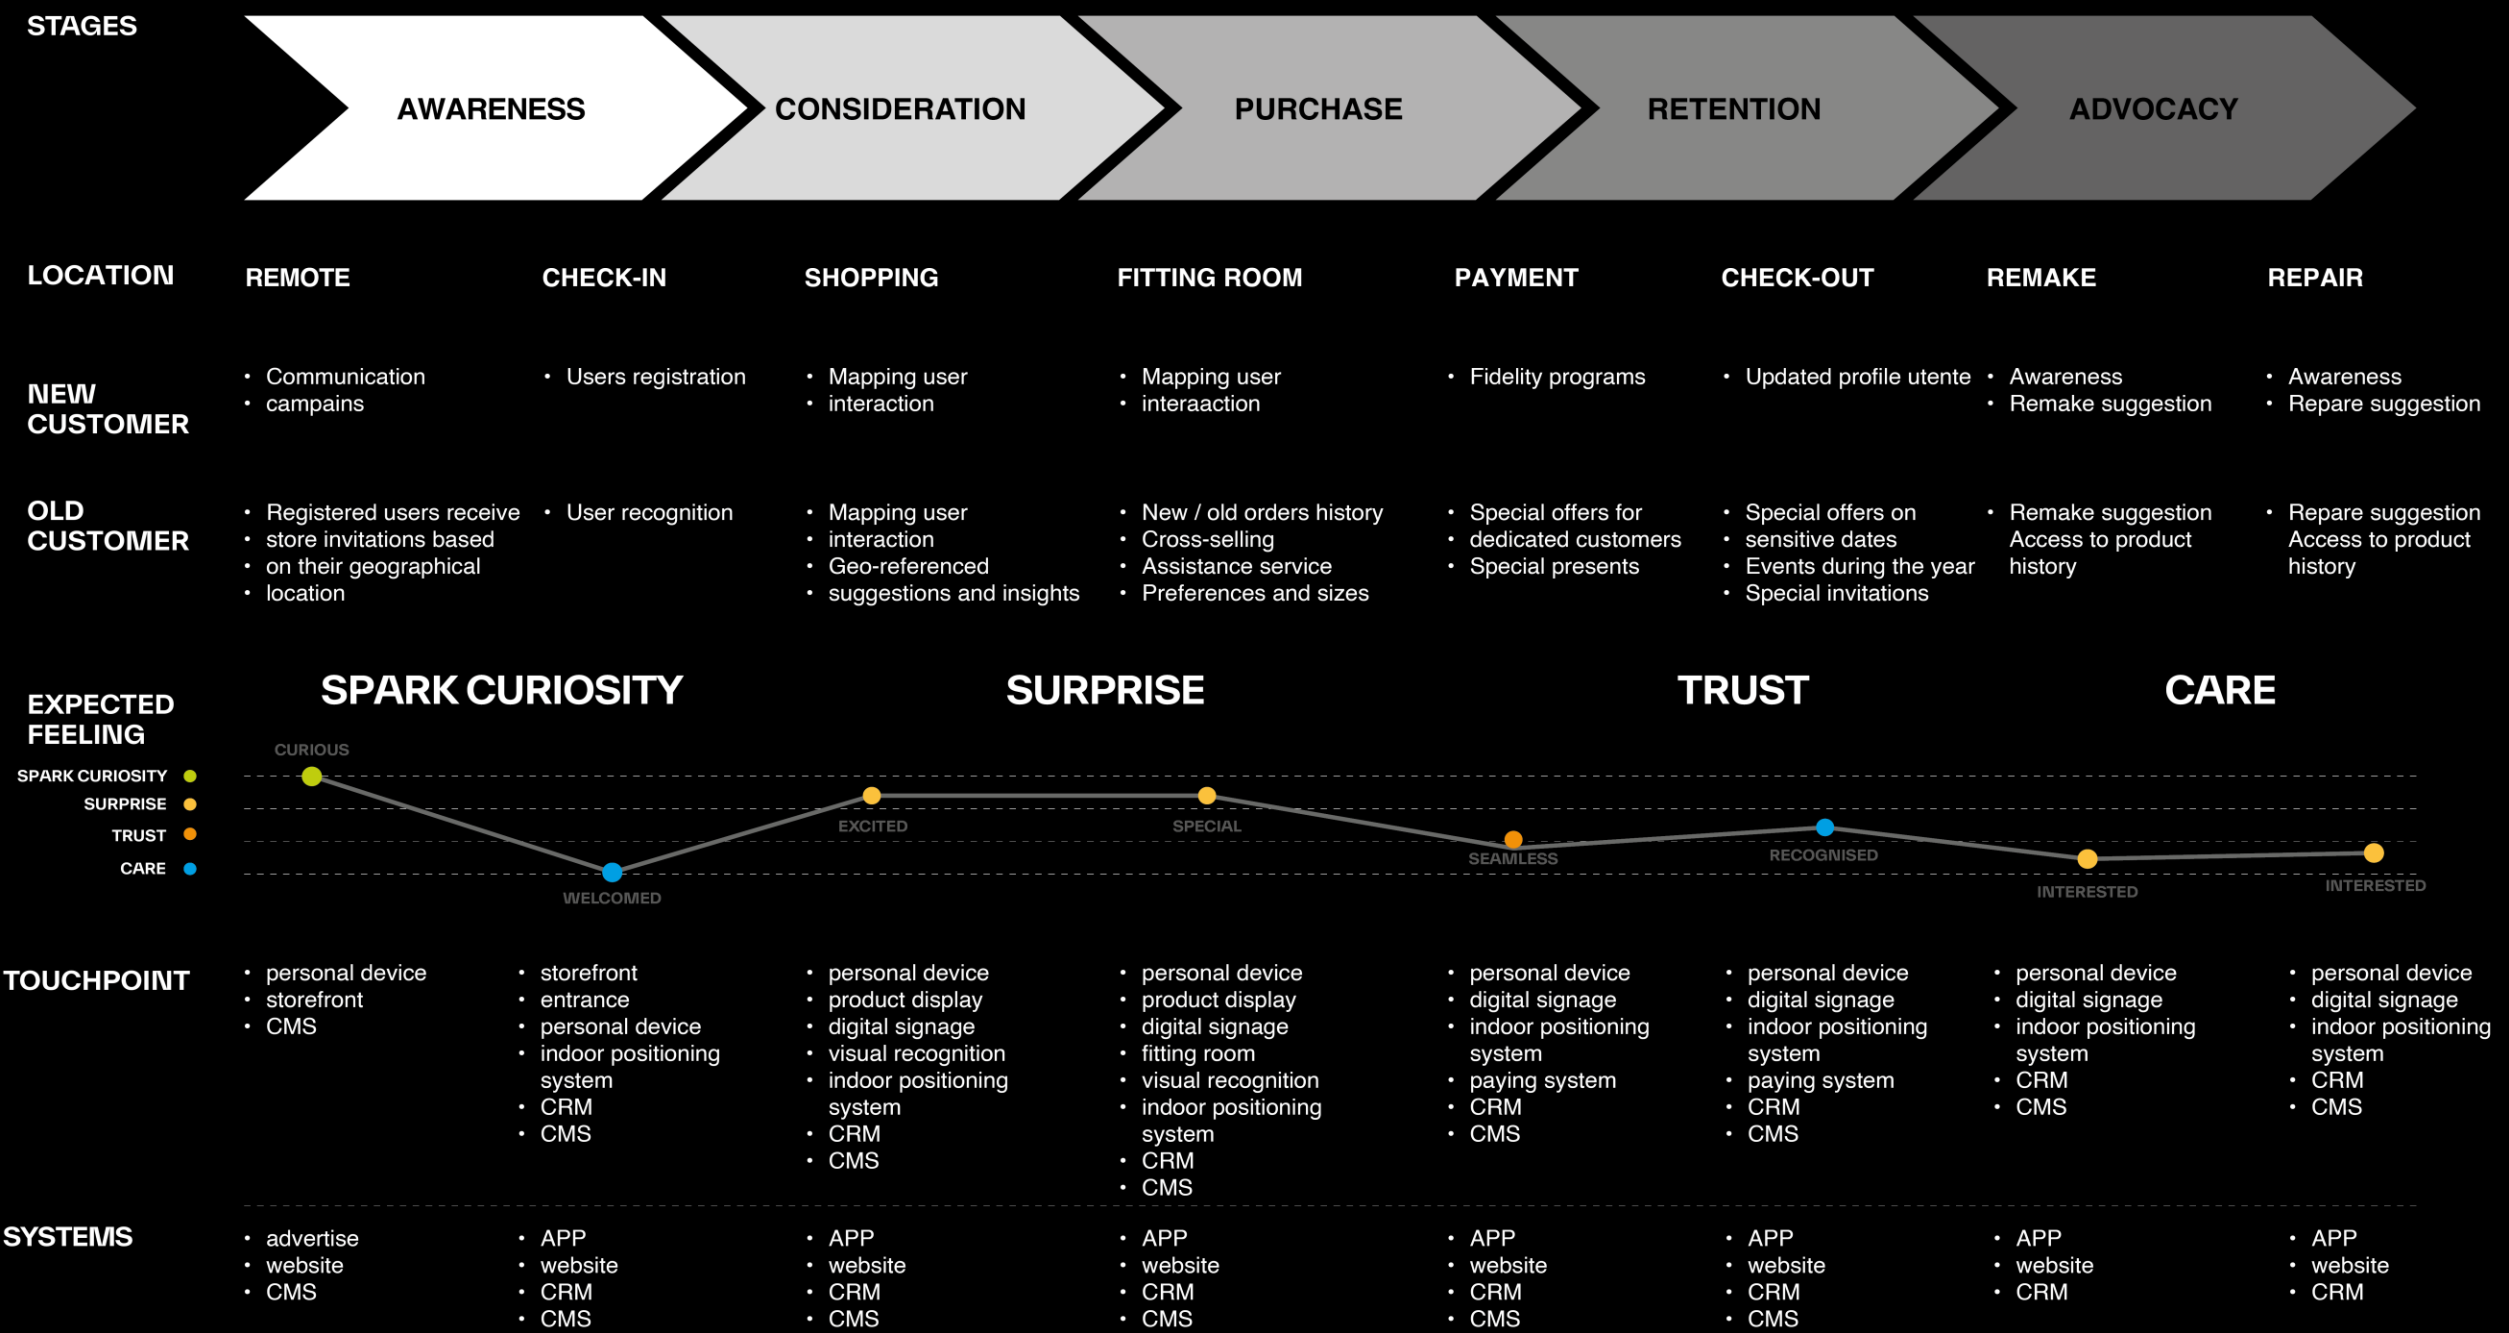 STAGES
AWARENESS
CONSIDERATION
PURCHASE
RETENTION
ADVOCACY
LOCATION
REMOTE
CHECK-IN
SHOPPING
FITTING ROOM
PAYMENT
CHECK-OUT
REMAKE
REPAIR
NEW
CUSTOMER
• Communication
• campains
• Users registration
• Mapping user
• interaction
• Mapping user
• interaaction
• Fidelity programs
• Updated profile utente
• Awareness
• Remake suggestion
• Awareness
• Repare suggestion
OLD
CUSTOMER
• Registered users receive
• store invitations based
• on their geographical
• location
• User recognition
• Mapping user
• interaction
• Geo-referenced
• suggestions and insights
• New / old orders history
• Cross-selling
• Assistance service
• Preferences and sizes
• Special offers for
• dedicated customers
• Special presents
• Special offers on
• sensitive dates
• Events during the year
• Special invitations
• Remake suggestion
Access to product
history
• Repare suggestion
Access to product
history
EXPECTED
FEELING
SPARK CURIOSITY
SURPRISE
TRUST
CARE
SPARK CURIOSITY
SURPRISE
TRUST
CARE
CURIOUS
WELCOMED
EXCITED
SPECIAL
SEAMLESS
RECOGNISED
INTERESTED
INTERESTED
TOUCHPOINT
• personal device
• storefront
• CMS
• storefront
• entrance
• personal device
• indoor positioning
system
• CRM
• CMS
• personal device
• product display
• digital signage
• visual recognition
• indoor positioning
system
• CRM
• CMS
• personal device
• product display
• digital signage
• fitting room
• visual recognition
• indoor positioning
system
• CRM
• CMS
• personal device
• digital signage
• indoor positioning
system
• paying system
• CRM
• CMS
• personal device
• digital signage
• indoor positioning
system
• paying system
• CRM
• CMS
• personal device
• digital signage
• indoor positioning
system
• CRM
• CMS
• personal device
• digital signage
• indoor positioning
system
• CRM
• CMS
SYSTEMS
• advertise
• website
• CMS
• APP
• website
• CRM
• CMS
• APP
• website
• CRM
• CMS
• APP
• website
• CRM
• CMS
• APP
• website
• CRM
• CMS
• APP
• website
• CRM
• CMS
• APP
• website
• CRM
• APP
• website
• CRM